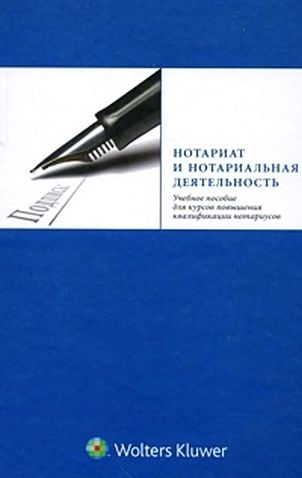 Подпись:
НОТАРИАТ
И НОТАРИАЛЬНАЯ
ДЕЯТЕЛЬНОСТЬ
Учебное пособие
для курсов повышения
квалификации нотариусов
Wolters Kluwer